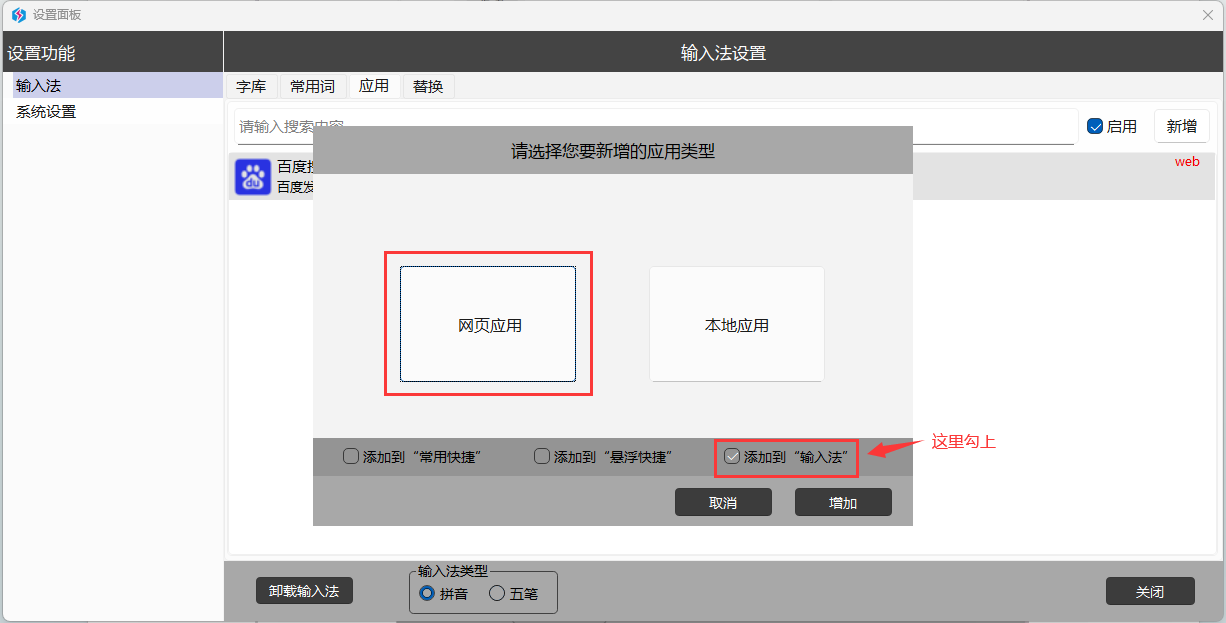 设置面板
设置功能
输入法设置
输入法
系统设置
字库 常用词 应用 替换
请输入搜索内容
启用 新增
百度
web
百度发
请选择您要新增的应用类型
网页应用 本地应用
添加到“常用快捷” 添加到“悬浮快捷” 添加到“输入法”
这里勾上
取消 增加
输入法类型
卸载输入法 拼音 五笔 关闭